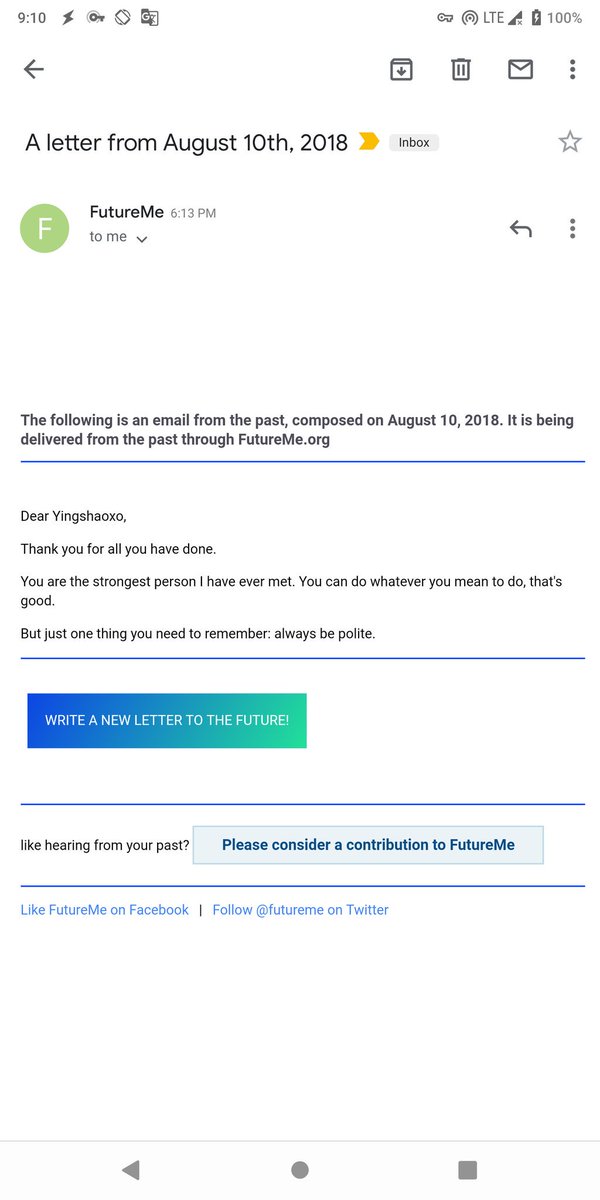 9:10 LTE 100%
A letter from August 10th, 2018 Inbox
F
FutureMe 6:13 PM
to me
The following is an email from the past, composed on August 10, 2018. It is being
delivered from the past through FutureMe.org
Dear Yingshaoxo,
Thank you for all you have done.
You are the strongest person I have ever met. You can do whatever you mean to do, that's
good.
But just one thing you need to remember: always be polite.
WRITE A NEW LETTER TO THE FUTURE!
like hearing from your past? Please consider a contribution to FutureMe
Like FutureMe on Facebook | Follow @futureme on Twitter